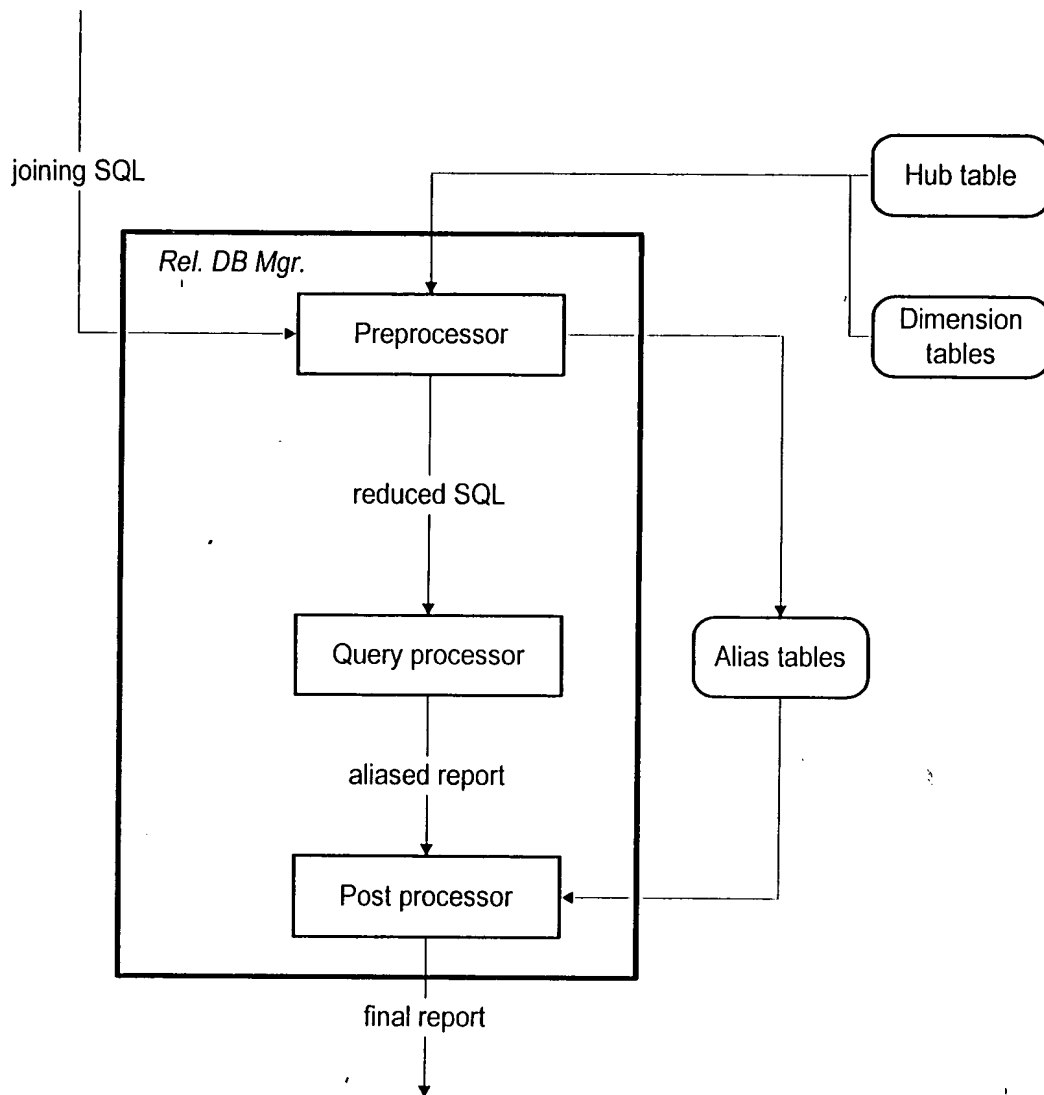 joining SQL
Hub table
Rel. DB Mgr.
Preprocessor
Dimension
tables
reduced SQL
Query processor
Alias tables
aliased report
Post processor
final report